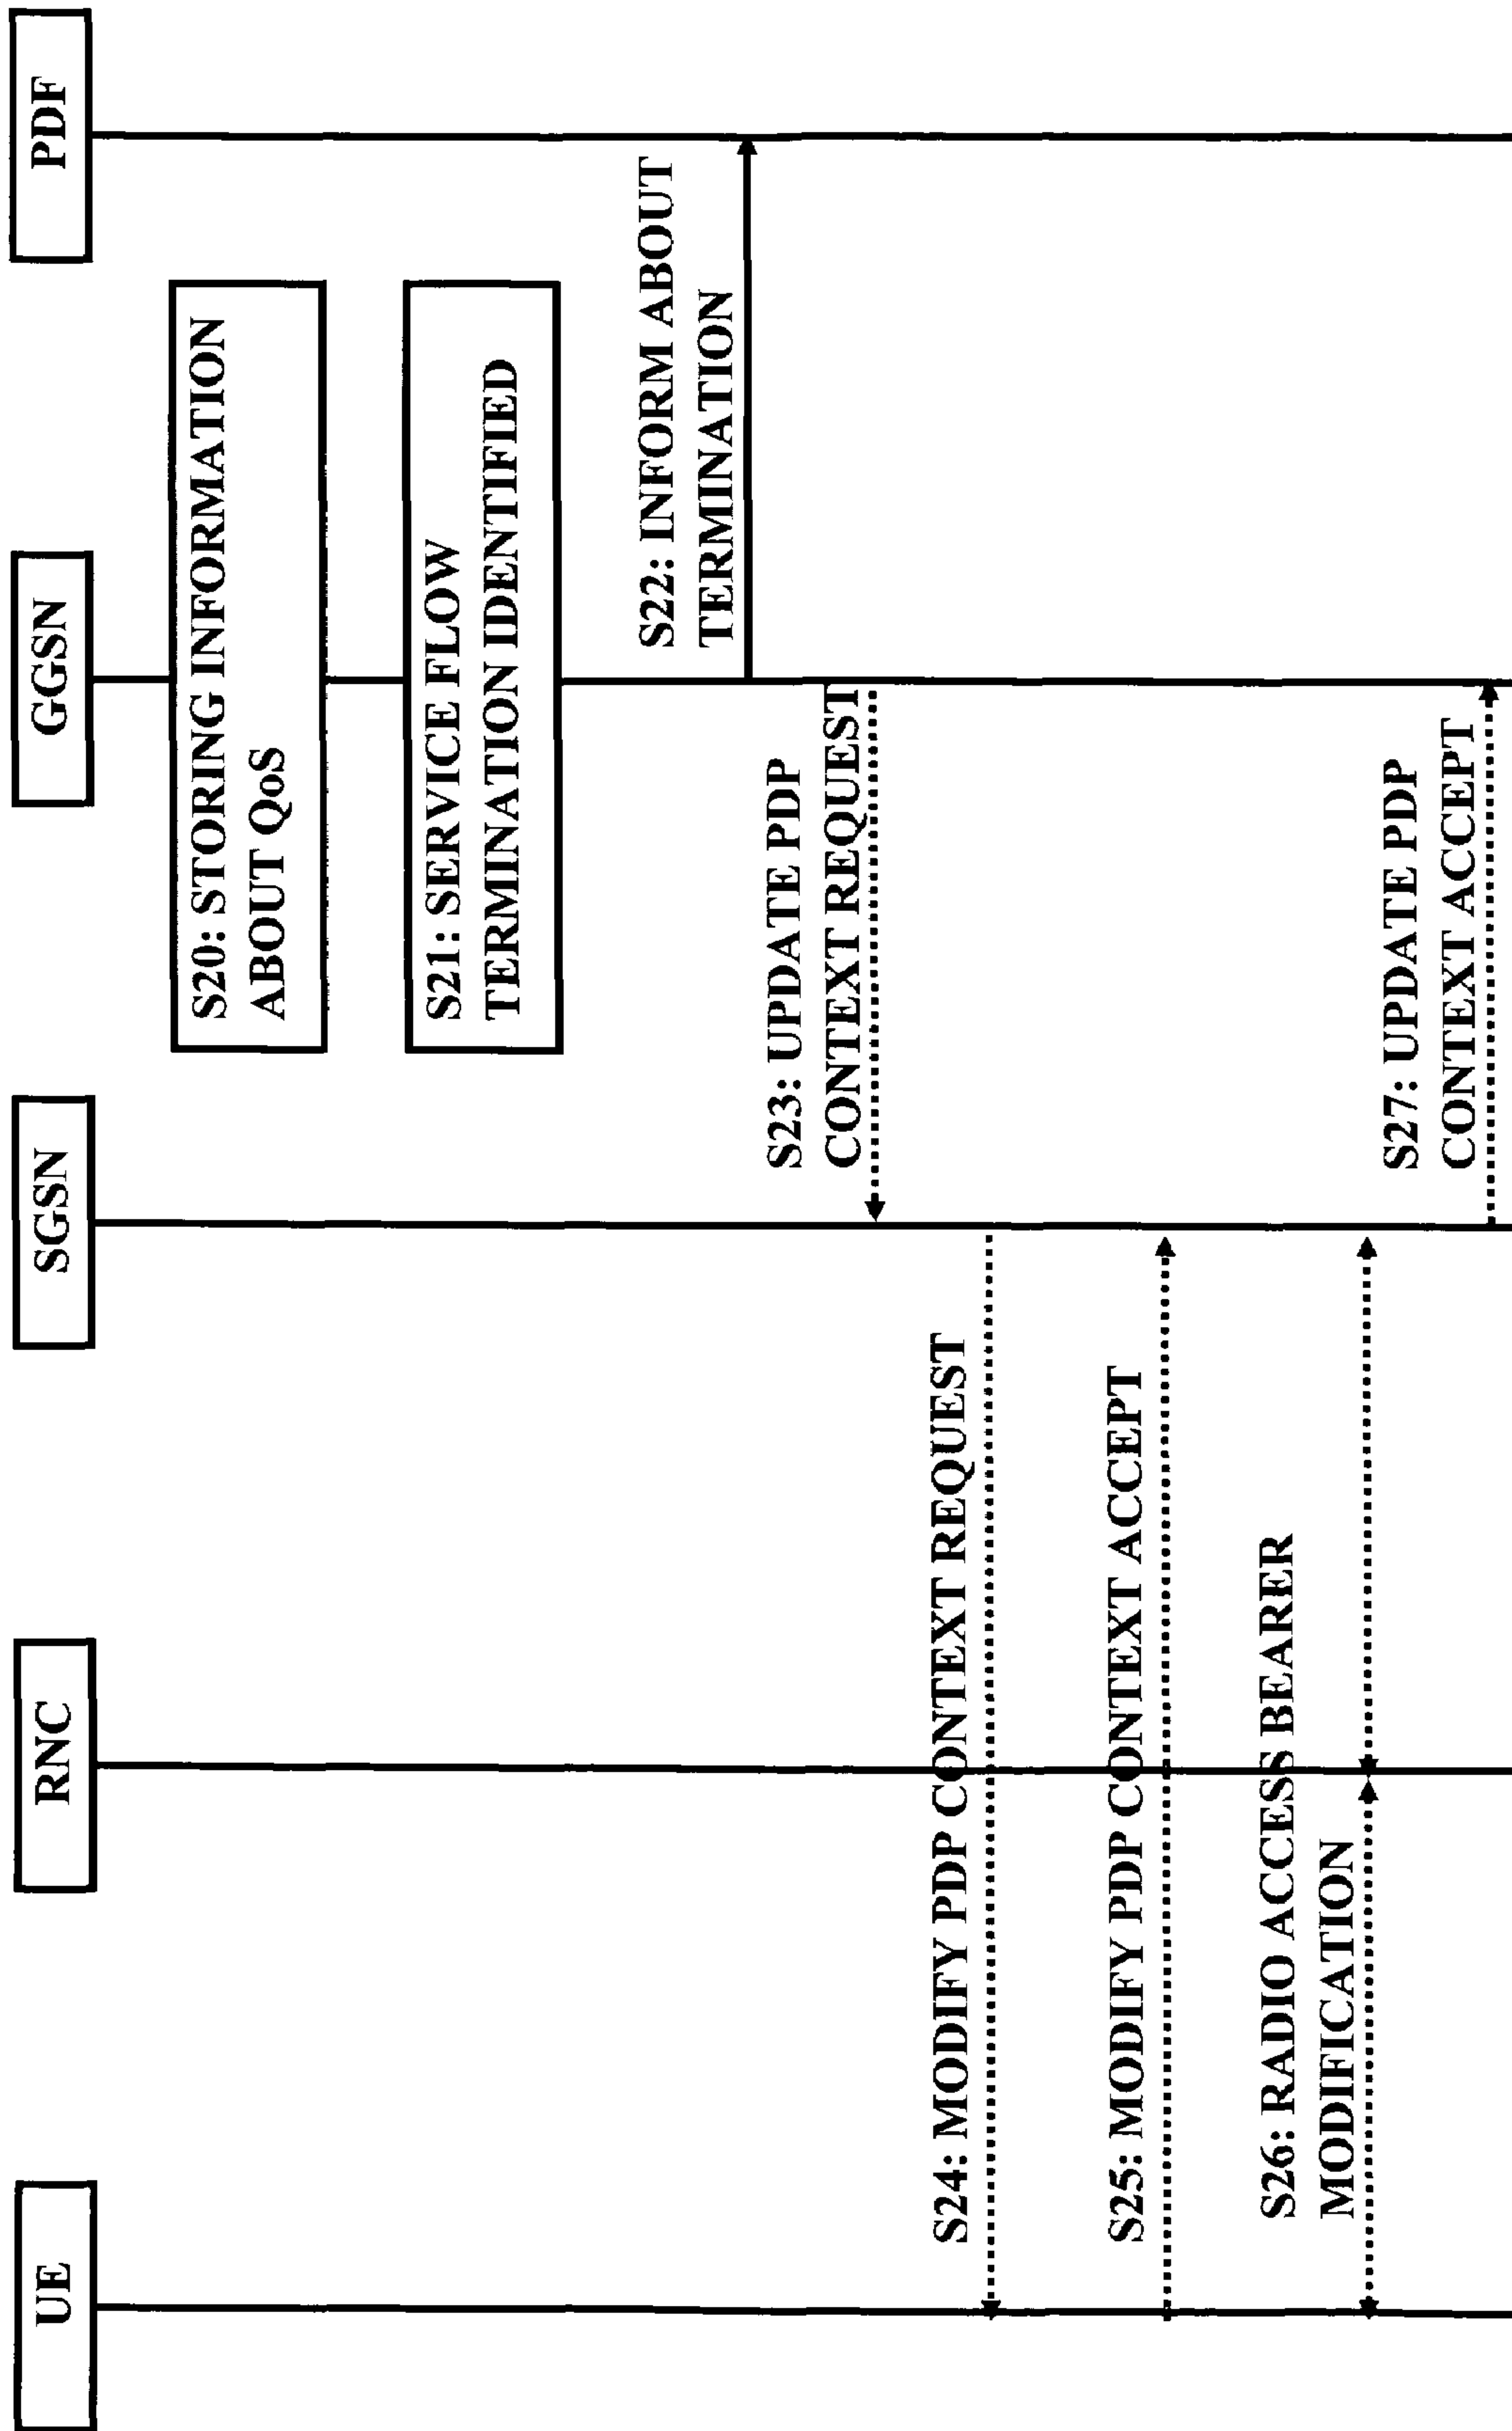 UE
RNC
SGSN
GGSN
PDF
S20: STORING INFORMATION
ABOUT QoS
S21: SERVICE FLOW
TERMINATION IDENTIFIED
S22: INFORM ABOUT
TERMINATION
S23: UPDATE PDP
CONTEXT REQUEST
S24: MODIFY PDP CONTEXT REQUEST
S25: MODIFY PDP CONTEXT ACCEPT
S26: RADIO ACCESS BEARER
MODIFICATION
S27: UPDATE PDP
CONTEXT ACCEPT